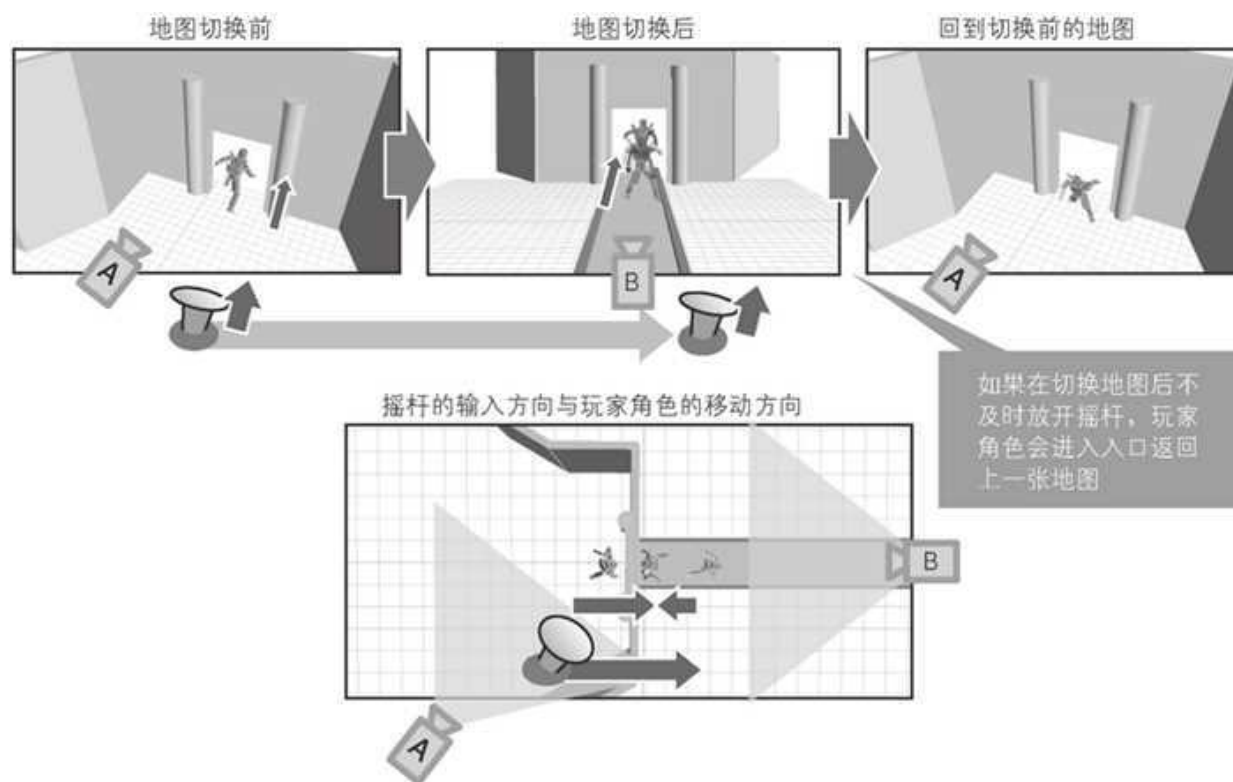 地图切换前
地图切换后
回到切换前的地图
A
B
A
如果在切换地图后不
及时放开摇杆，玩家
角色会进入入口返回
上一张地图
摇杆的输入方向与玩家角色的移动方向
B
A